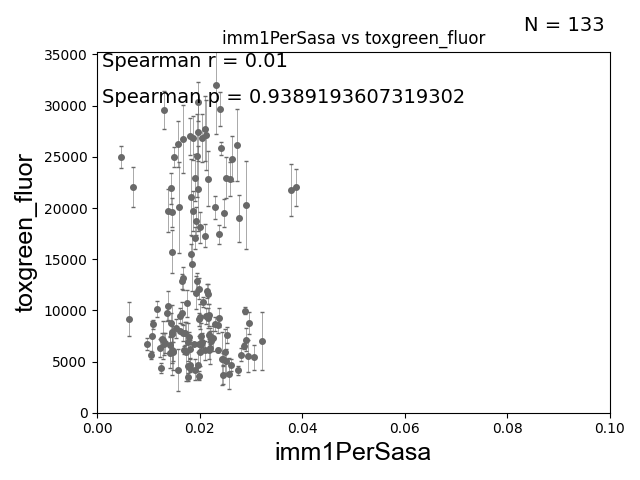 N = 133
imm1PerSasa vs toxgreen_fluor
Spearman r = 0.01
Spearman p = 0.9389193607319302
toxgreen_fluor
35000
30000
25000
20000
15000
10000
5000
0
0.00 0.02 0.04 0.06 0.08 0.10
imm1PerSasa